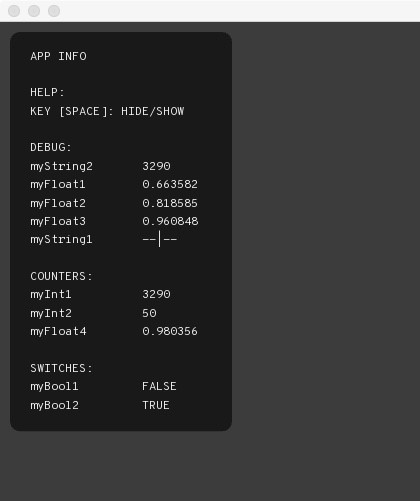 APP INFO
HELP:
KEY [SPACE]: HIDE/SHOW
DEBUG:
myString2 3290
myFloat1 0.663582
myFloat2 0.818585
myFloat3 0.960848
myString1 --|--
COUNTERS:
myInt1 3290
myInt2 50
myFloat4 0.980356
SWITCHES:
myBool1 FALSE
myBool2 TRUE